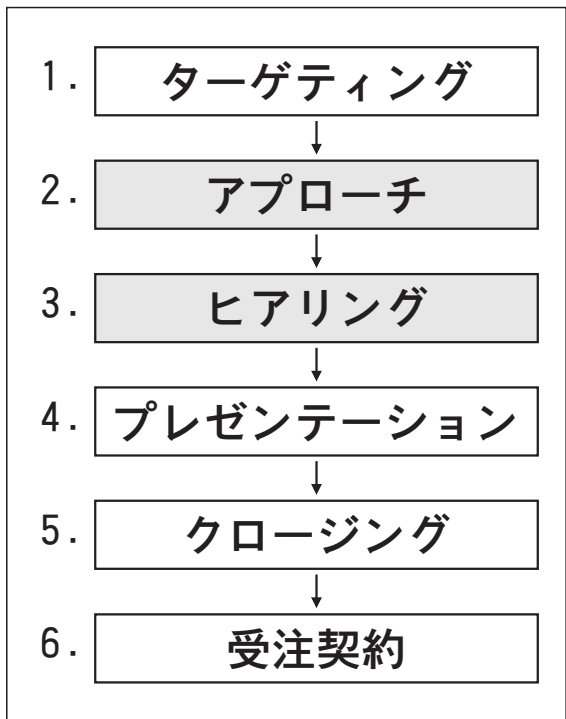 1. ターゲティング
2. アプローチ
3. ヒアリング
4. プレゼンテーション
5. クロージング
6. 受注契約